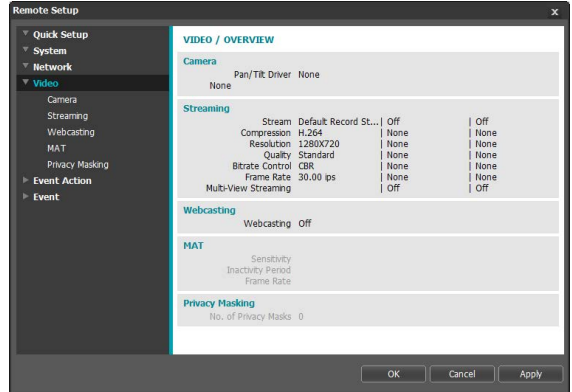 Remote Setup x
Quick Setup
System
Network
Video
Camera
Streaming
Webcasting
MAT
Privacy Masking
Event Action
Event
VIDEO / OVERVIEW
Camera
Pan/Tilt Driver None
None
Streaming
Stream Default Record St...| Off | Off
Compression H.264 | None | None
Resolution 1280X720 | None | None
Quality Standard | None | None
Bitrate Control CBR | None | None
Frame Rate 30.00 ips | None | None
Multi-View Streaming | Off | Off
Webcasting
Webcasting Off
MAT
Sensitivity
Inactivity Period
Frame Rate
Privacy Masking
No. of Privacy Masks 0
OK Cancel Apply